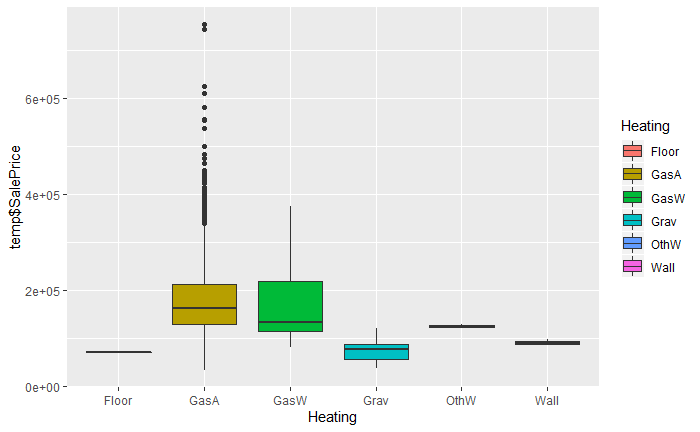 temp$SalePrice
6e+05
4e+05
2e+05
0e+00
Floor GasA GasW Grav OthW Wall
Heating
Heating
Floor
GasA
GasW
Grav
OthW
Wall